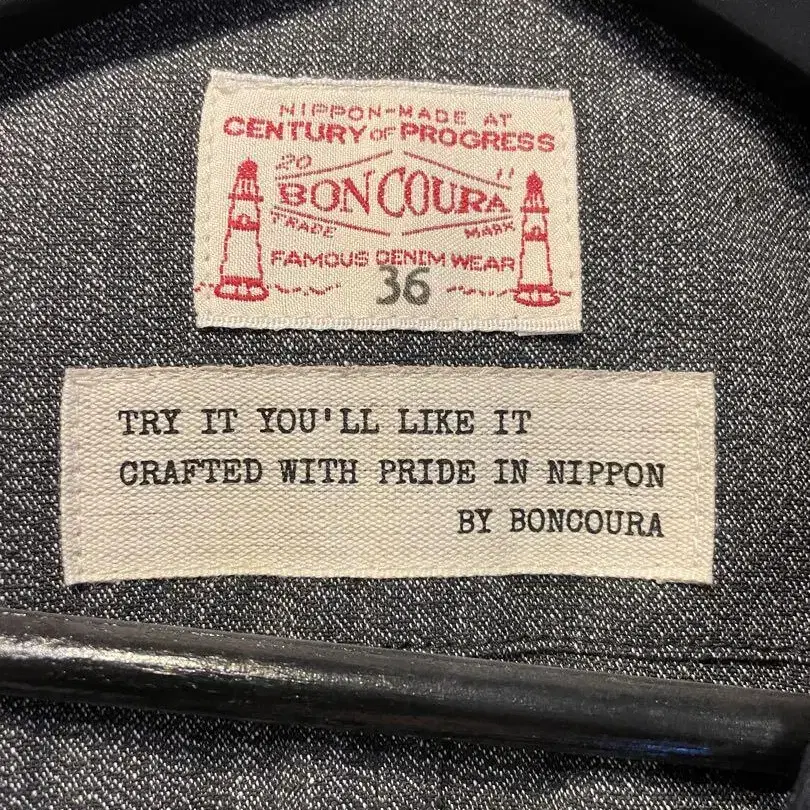 NIPPON-MADE AT
CENTURY OF PROGRESS
20 11
BONCOURA
TRADE MARK
FAMOUS DENIM WEAR
36
TRY IT YOU'LL LIKE IT
CRAFTED WITH PRIDE IN NIPPON
BY BONCOURA